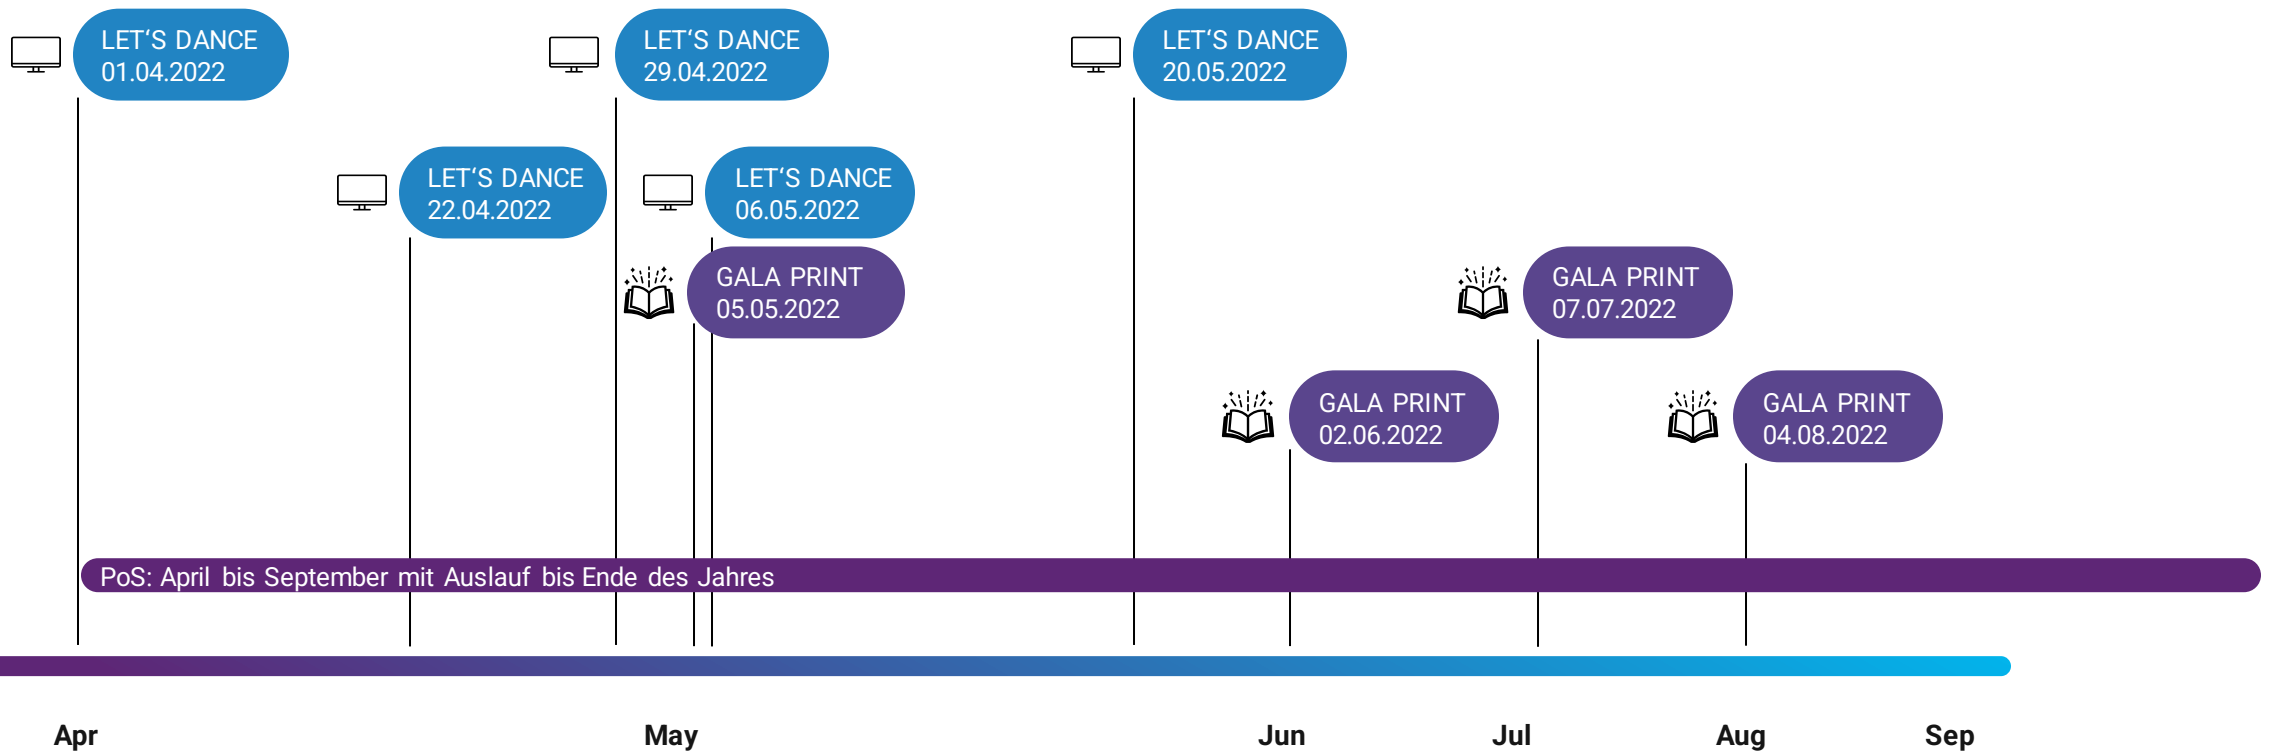 LET‘S DANCE
01.04.2022
LET‘S DANCE
29.04.2022
LET‘S DANCE
20.05.2022
LET‘S DANCE
22.04.2022
LET‘S DANCE
06.05.2022
GALA PRINT
05.05.2022
GALA PRINT
07.07.2022
GALA PRINT
02.06.2022
GALA PRINT
04.08.2022
PoS: April bis September mit Auslauf bis Ende des Jahres
Apr
May
Jun
Jul
Aug
Sep